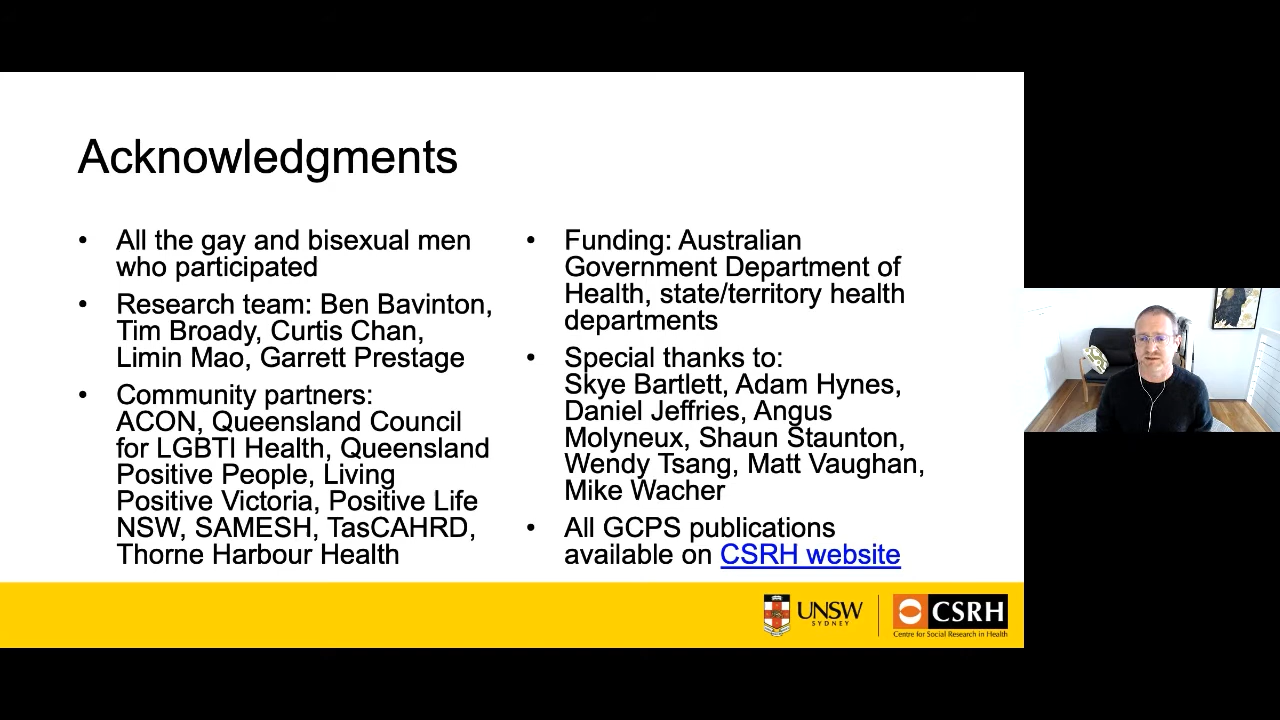 Acknowledgments
• All the gay and bisexual men
who participated
• Research team: Ben Bavinton,
Tim Broady, Curtis Chan,
Limin Mao, Garrett Prestage
• Community partners:
ACON, Queensland Council
for LGBTI Health, Queensland
Positive People, Living
Positive Victoria, Positive Life
NSW, SAMESH, TasCAHRD,
Thorne Harbour Health
• Funding: Australian
Government Department of
Health, state/territory health
departments
• Special thanks to:
Skye Bartlett, Adam Hynes,
Daniel Jeffries, Angus
Molyneux, Shaun Staunton,
Wendy Tsang, Matt Vaughan,
Mike Wacher
• All GCPS publications
available on CSRH website
UNSW
SYDNEY
CSRH
Centre for Social Research in Health